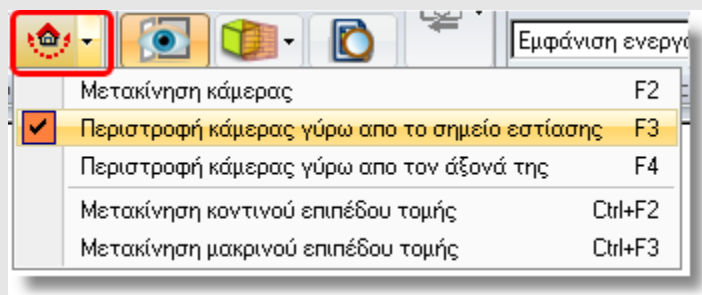 Εμφάνιση ενεργ
Μετακίνηση κάμερας F2
Περιστροφή κάμερας γύρω απο το σημείο εστίασης F3
Περιστροφή κάμερας γύρω απο τον άξονά της F4
Μετακίνηση κοντινού επιπέδου τομής Ctrl+F2
Μετακίνηση μακρινού επιπέδου τομής Ctrl+F3